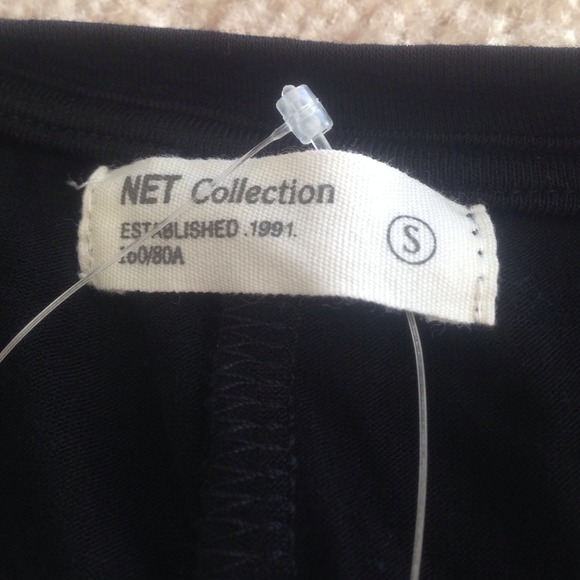 NET Collection
ESTABLISHED .1991.
160/80A
S